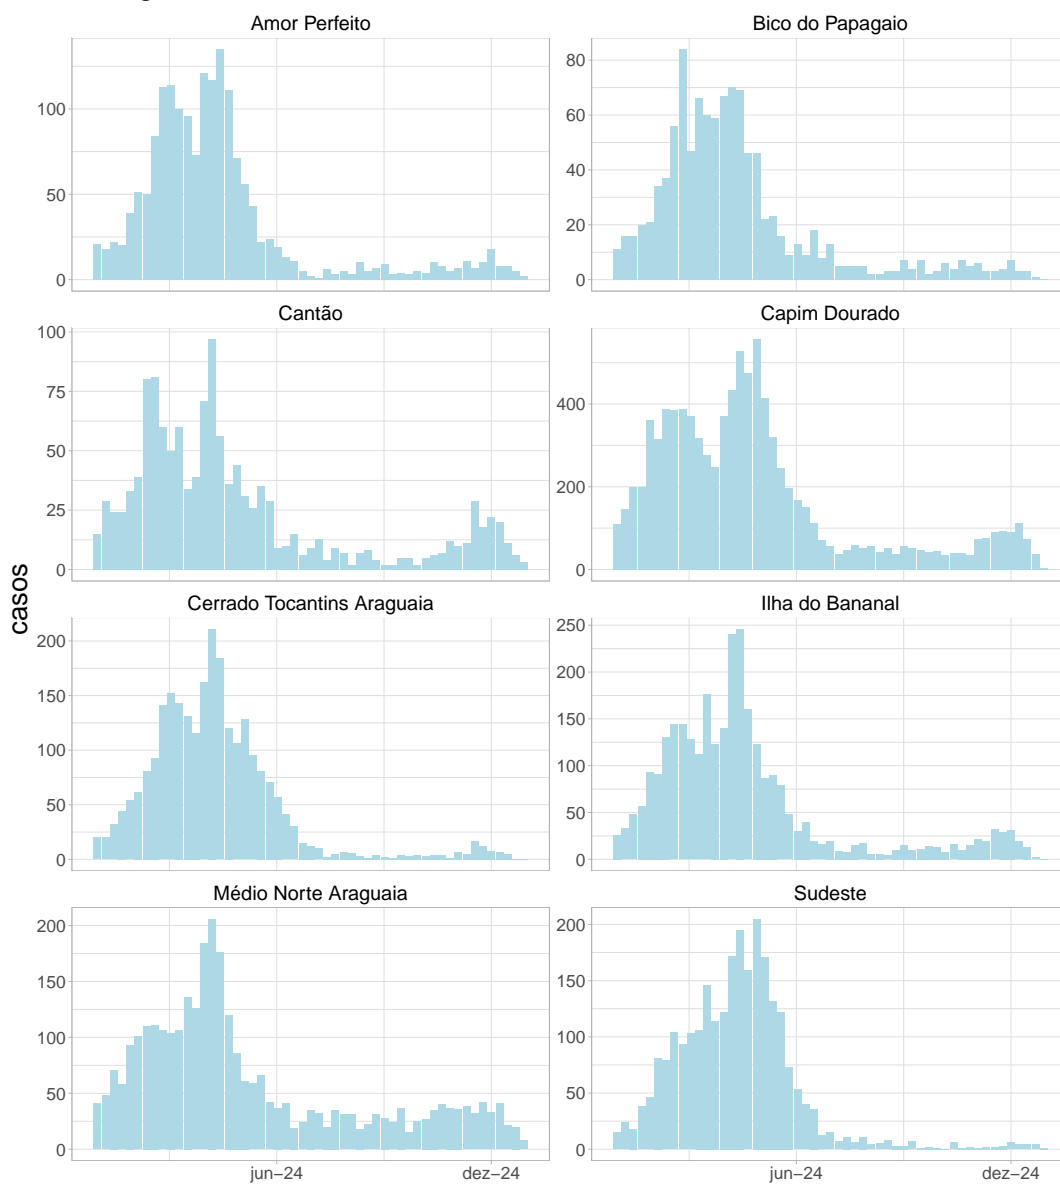 Amor Perfeito
Bico do Papagaio
100
50
0
80
60
40
20
0
Cantão
Capim Dourado
100
75
50
25
0
400
200
0
casos
Cerrado Tocantins Araguaia
Ilha do Bananal
200
150
100
50
0
250
200
150
100
50
0
Médio Norte Araguaia
Sudeste
200
150
100
50
0
200
150
100
50
0
jun−24
dez−24
jun−24
dez−24